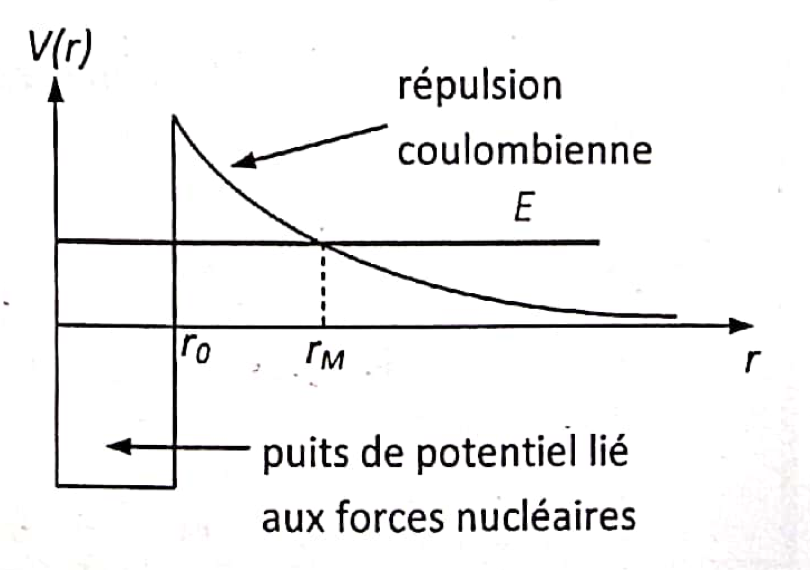 V(r)
répulsion
coulombienne
E
r0
rM
r
puits de potentiel lié
aux forces nucléaires